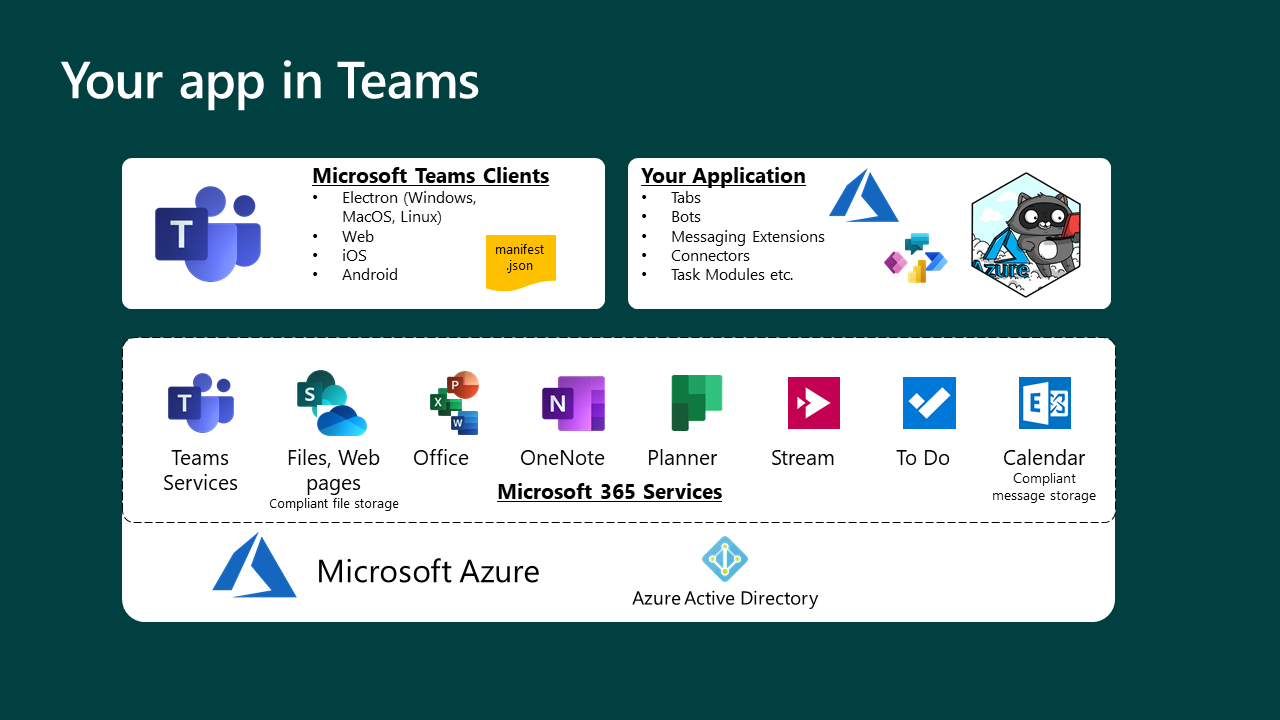 Your app in Teams
Microsoft Teams Clients
• Electron (Windows,
MacOS, Linux)
• Web
• iOS
• Android
manifest
.json
T
Your Application
• Tabs
• Bots
• Messaging Extensions
• Connectors
• Task Modules etc.
Azure
T
S
P
X
W
N
E
Teams
Services
Files, Web
pages
Compliant file storage
Office
OneNote
Planner
Stream
To Do
Calendar
Compliant
message storage
Microsoft 365 Services
Microsoft Azure
Azure Active Directory